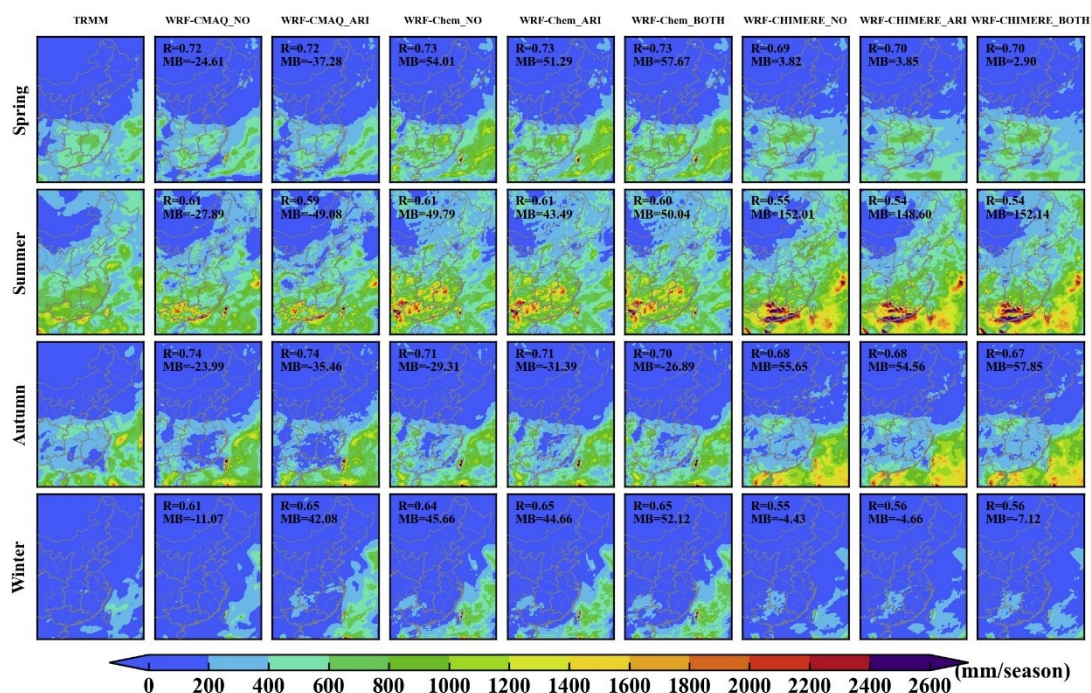 TRMM WRF-CMAQ_NO WRF-CMAQ_ARI WRF-Chem_NO WRF-Chem_ARI WRF-Chem_BOTH WRF-CHIMERE_NO WRF-CHIMERE_ARI WRF-CHIMERE_BOTH
Spring
R=0.72 R=0.72 R=0.73 R=0.73 R=0.73 R=0.69 R=0.70 R=0.70
MB=-24.61 MB=-37.28 MB=54.01 MB=51.29 MB=57.67 MB=3.82 MB=3.85 MB=2.90
Summer
R=0.61 R=0.59 R=0.61 R=0.61 R=0.60 R=0.55 R=0.54 R=0.54
MB=-27.89 MB=-49.08 MB=49.79 MB=43.49 MB=50.04 MB=152.01 MB=148.60 MB=152.14
Autumn
R=0.74 R=0.74 R=0.71 R=0.71 R=0.70 R=0.68 R=0.68 R=0.67
MB=-23.99 MB=-35.46 MB=-29.31 MB=-31.39 MB=-26.89 MB=55.65 MB=54.56 MB=57.85
Winter
R=0.61 R=0.65 R=0.64 R=0.65 R=0.65 R=0.55 R=0.56 R=0.56
MB=-11.07 MB=42.08 MB=45.66 MB=44.66 MB=52.12 MB=-4.43 MB=-4.66 MB=-7.12
(mm/season)
0 200 400 600 800 1000 1200 1400 1600 1800 2000 2200 2400 2600